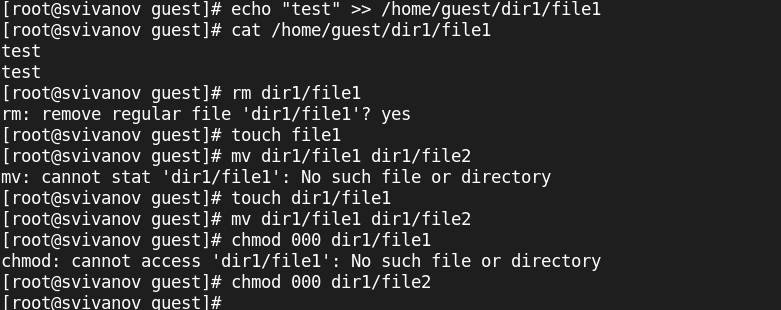 [root@svivanov guest]# echo "test" >> /home/guest/dir1/file1
[root@svivanov guest]# cat /home/guest/dir1/file1
test
test
[root@svivanov guest]# rm dir1/file1
rm: remove regular file 'dir1/file1'? yes
[root@svivanov guest]# touch file1
[root@svivanov guest]# mv dir1/file1 dir1/file2
mv: cannot stat 'dir1/file1': No such file or directory
[root@svivanov guest]# touch dir1/file1
[root@svivanov guest]# mv dir1/file1 dir1/file2
[root@svivanov guest]# chmod 000 dir1/file1
chmod: cannot access 'dir1/file1': No such file or directory
[root@svivanov guest]# chmod 000 dir1/file2
[root@svivanov guest]#